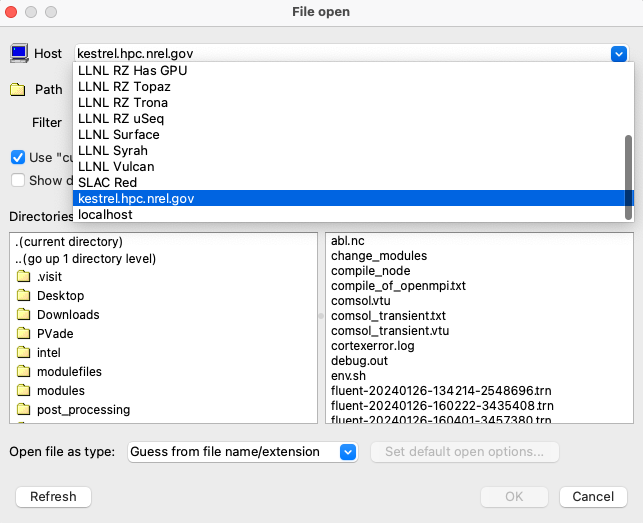 File open
Host kestrel.hpc.nrel.gov
LLNL RZ Has GPU
Path LLNL RZ Topaz
LLNL RZ Trona
Filter LLNL RZ uSeq
LLNL Surface
Use "cu LLNL Syrah
LLNL Vulcan
Show d SLAC Red
kestrel.hpc.nrel.gov
Directories localhost
.(current directory)
..(go up 1 directory level)
.visit
Desktop
Downloads
PVade
intel
modulefiles
modules
post_processing
abl.nc
change_modules
compile_node
compile_of_openmpi.txt
comsol.vtu
comsol_transient.txt
comsol_transient.vtu
cortexerror.log
debug.out
env.sh
fluent-20240126-134214-2548696.trn
fluent-20240126-160222-3435408.trn
fluent-20240126-160401-3457380.trn
Open file as type: Guess from file name/extension Set default open options...
Refresh OK Cancel